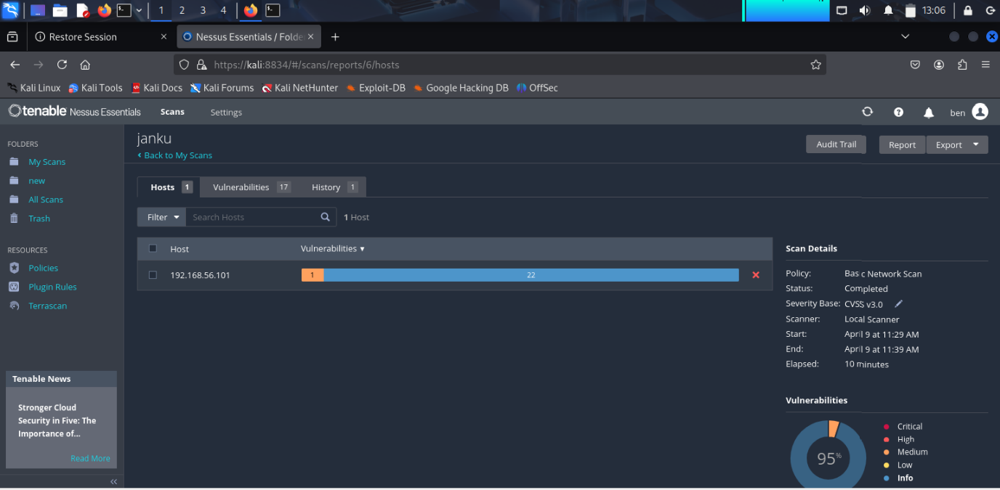 1 2 3 4 13:06
Restore Session × Nessus Essentials / Folde × +
https://kali:8834/#/scans/reports/6/hosts
Kali Linux Kali Tools Kali Docs Kali Forums Kali NetHunter Exploit-DB Google Hacking DB OffSec
tenable Nessus Essentials Scans Settings ben
FOLDERS
My Scans
new
All Scans
Trash
RESOURCES
Policies
Plugin Rules
Terrascan
Tenable News
Stronger Cloud
Security in Five: The
Importance of...
Read More
janku
Back to My Scans
Audit Trail Report Export
Hosts 1 Vulnerabilities 17 History 1
Filter Search Hosts 1 Host
Host Vulnerabilities
192.168.56.101 1 22
Scan Details
Policy: Basic Network Scan
Status: Completed
Severity Base: CVSS v3.0
Scanner: Local Scanner
Start: April 9 at 11:29 AM
End: April 9 at 11:39 AM
Elapsed: 10 minutes
Vulnerabilities
95%
Critical
High
Medium
Low
Info